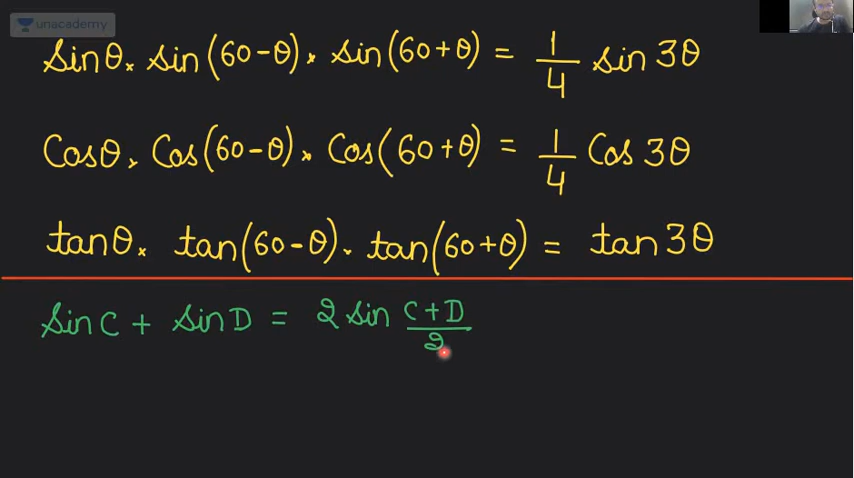 unacademy
sinθ × sin(60-θ) × sin(60+θ) = 1/4 sin 3θ
Cosθ × Cos(60-θ) × Cos(60+θ) = 1/4 Cos 3θ
tanθ × tan(60-θ) · tan(60+θ) = tan 3θ
sin C + sin D = 2 sin C+D/2